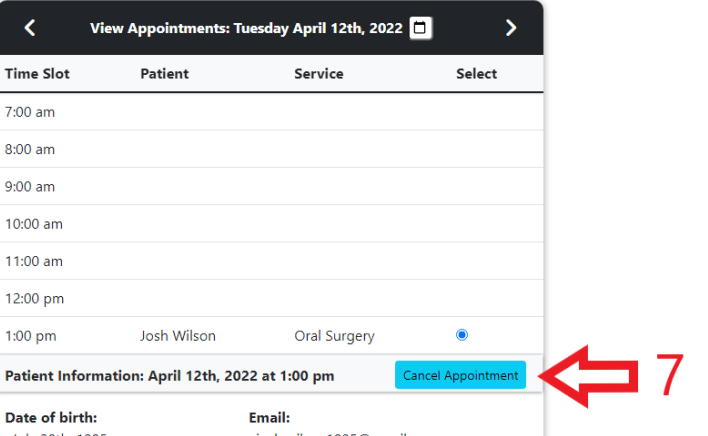 View Appointments: Tuesday April 12th, 2022
Time Slot Patient Service Select
7:00 am
8:00 am
9:00 am
10:00 am
11:00 am
12:00 pm
1:00 pm Josh Wilson Oral Surgery
Patient Information: April 12th, 2022 at 1:00 pm Cancel Appointment
7
Date of birth: Email: